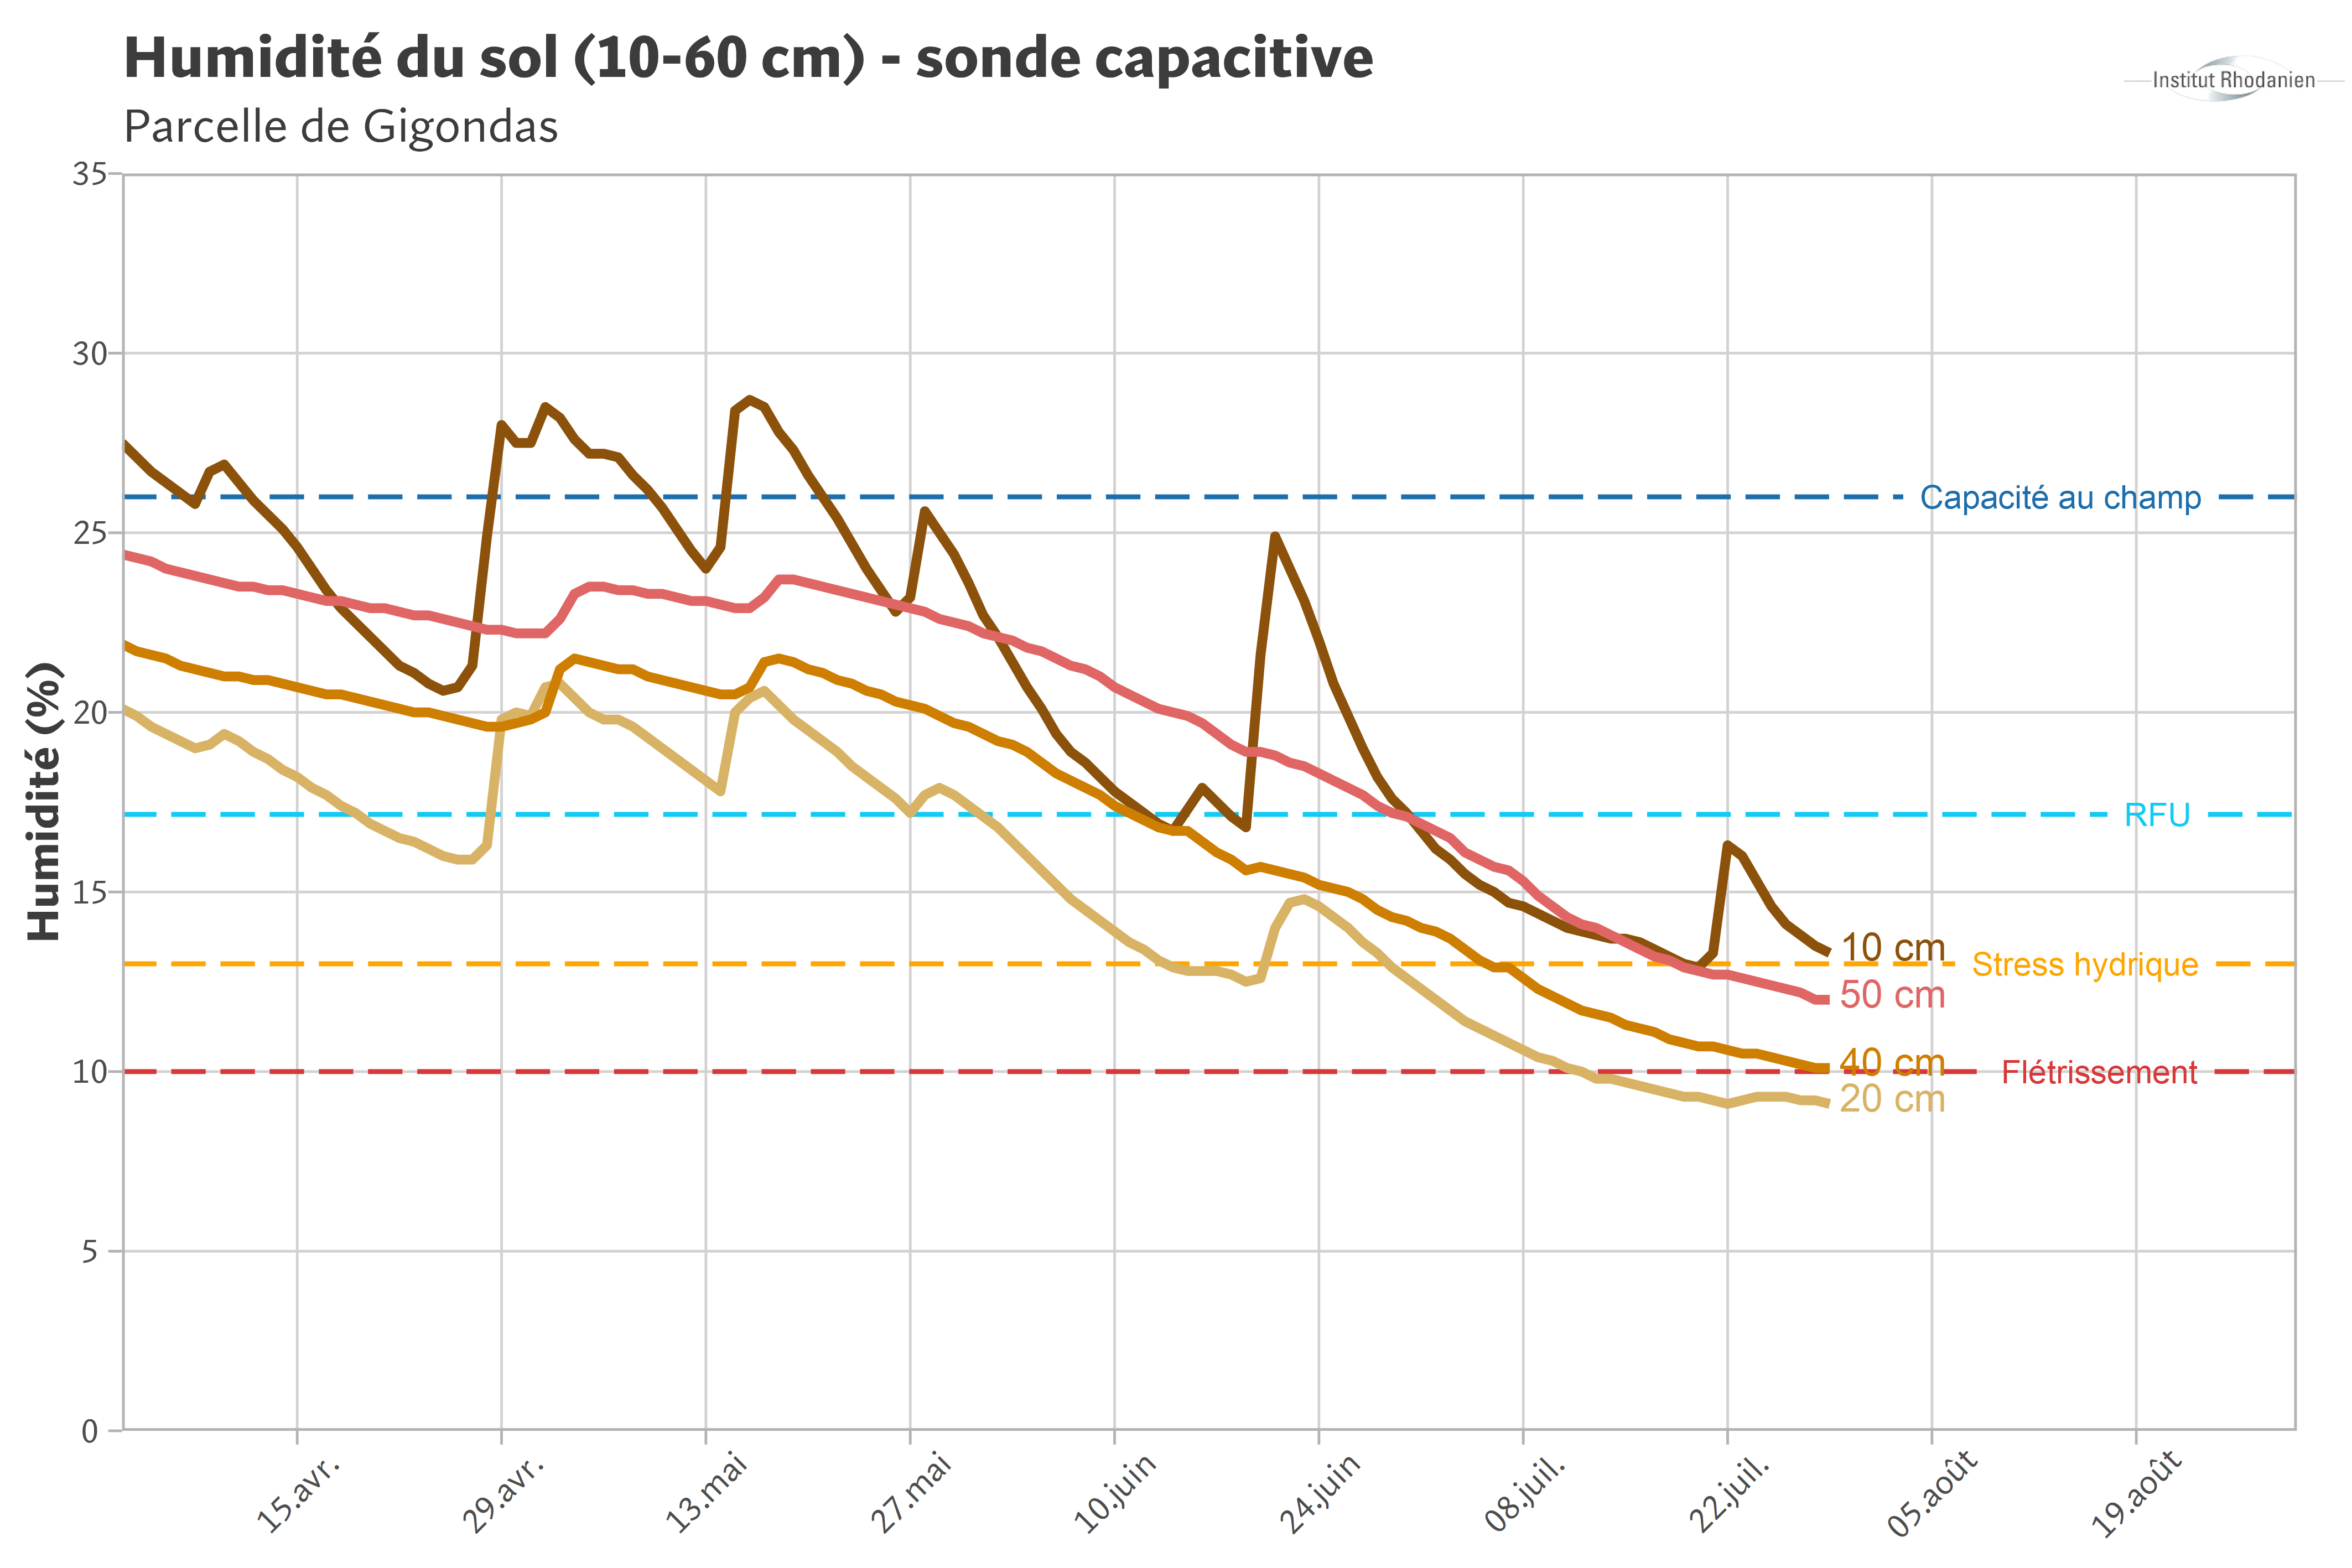 Humidité du sol (10-60 cm) - sonde capacitive
Institut Rhodanien
Parcelle de Gigondas
Humidité (%)
35
30
25
20
15
10
5
0
Capacité au champ
RFU
10 cm
Stress hydrique
50 cm
40 cm
Flétrissement
20 cm
15.avr.
29.avr.
13.mai
27.mai
10.juin
24.juin
08.juil.
22.juil.
05.août
19.août